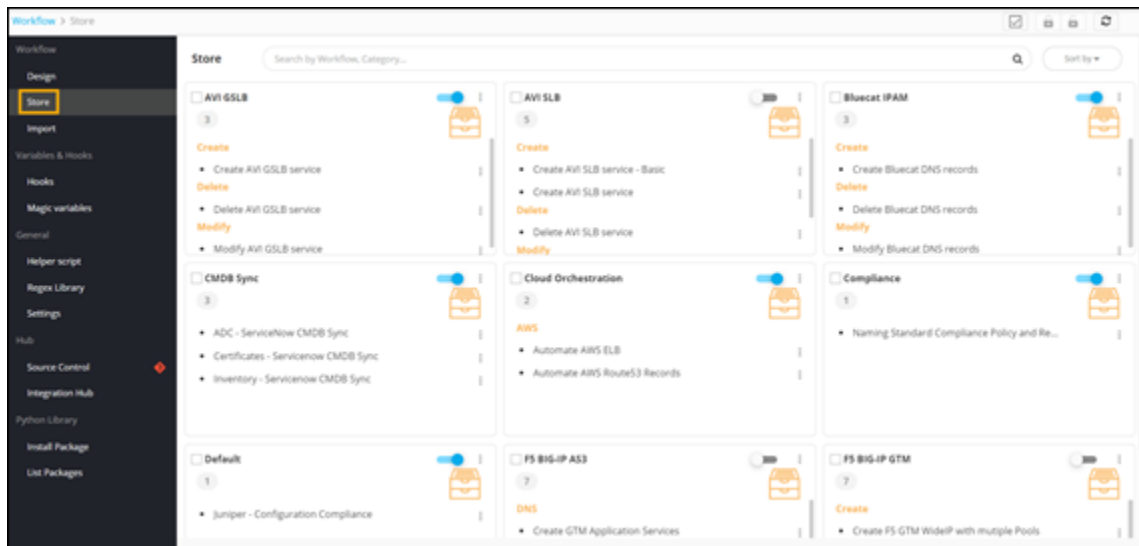 Workflow > Store
Workflow
Design
Store
Import
Variables & Hooks
Hooks
Magic variables
General
Helper script
Regex Library
Settings
Hub
Source Control
Integration Hub
Python Library
Install Package
List Packages
Store
Search by Workflow, Category...
Sort by
AVI GSLB
3
Create
• Create AVI GSLB service
Delete
• Delete AVI GSLB service
Modify
• Modify AVI GSLB service
AVI SLB
5
Create
• Create AVI SLB service - Basic
• Create AVI SLB service
Delete
• Delete AVI SLB service
Modify
Bluecat IPAM
3
Create
• Create Bluecat DNS records
Delete
• Delete Bluecat DNS records
Modify
• Modify Bluecat DNS records
CMDB Sync
3
• ADC - ServiceNow CMDB Sync
• Certificates - Servicenow CMDB Sync
• Inventory - Servicenow CMDB Sync
Cloud Orchestration
2
AWS
• Automate AWS ELB
• Automate AWS Route53 Records
Compliance
1
• Naming Standard Compliance Policy and Re...
Default
1
• Juniper - Configuration Compliance
F5 BIG-IP AS3
7
DNS
• Create GTM Application Services
F5 BIG-IP GTM
7
Create
• Create F5 GTM WideIP with mutiple Pools